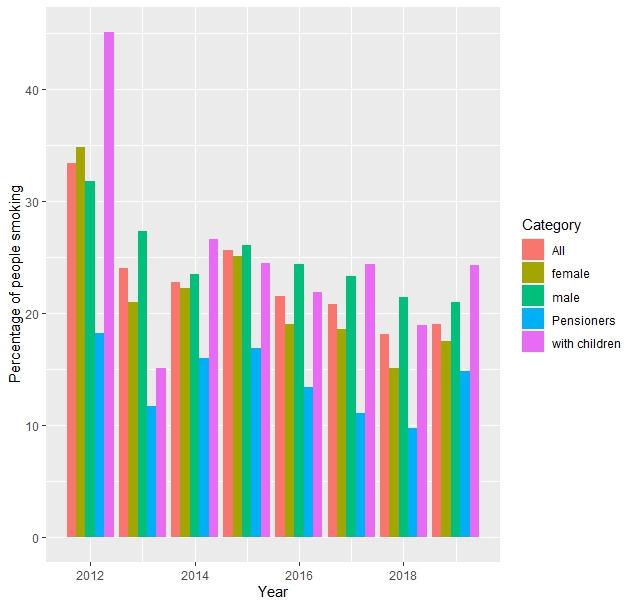 Percentage of people smoking
40
30
20
10
0
2012
2014
2016
2018
Year
Category
All
female
male
Pensioners
with children